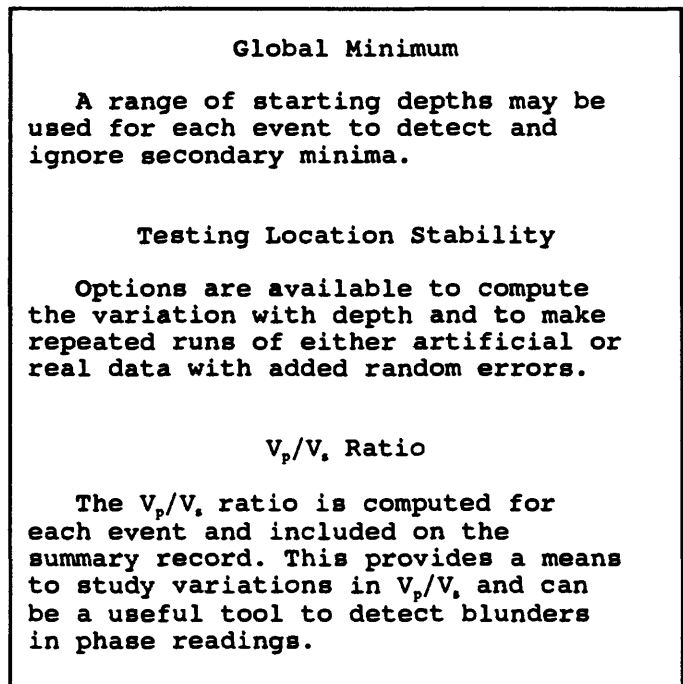 Global Minimum
A range of starting depths may be
used for each event to detect and
ignore secondary minima.
Testing Location Stability
Options are available to compute
the variation with depth and to make
repeated runs of either artificial or
real data with added random errors.
Vp/Vs Ratio
The Vp/Vs ratio is computed for
each event and included on the
summary record. This provides a means
to study variations in Vp/Vs and can
be a useful tool to detect blunders
in phase readings.